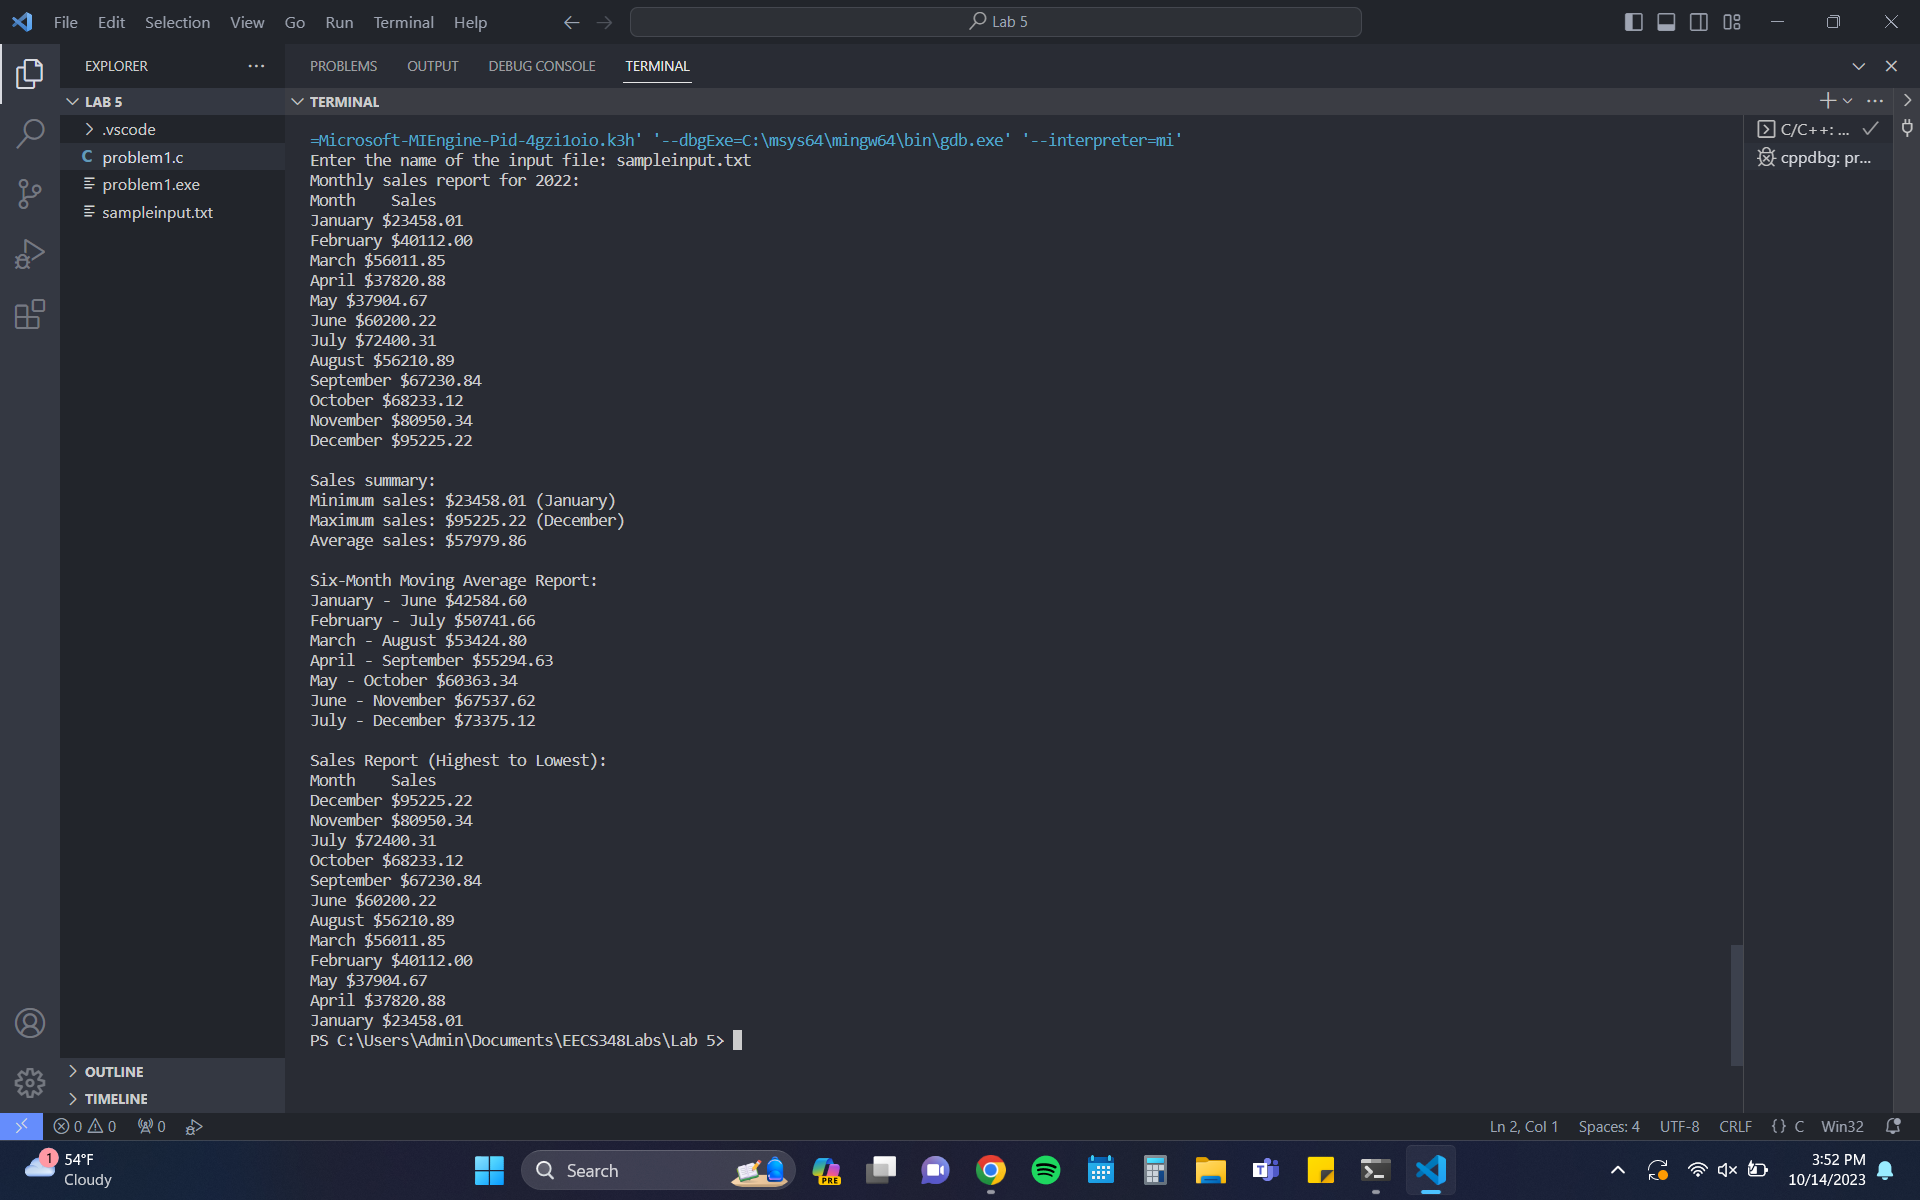 File Edit Selection View Go Run Terminal Help
Lab 5
EXPLORER
LAB 5
.vscode
C problem1.c
problem1.exe
sampleinput.txt
OUTLINE
TIMELINE
PROBLEMS OUTPUT DEBUG CONSOLE TERMINAL
TERMINAL
=Microsoft-MIEngine-Pid-4gzi1oio.k3h' '--dbgExe=C:\msys64\mingw64\bin\gdb.exe' '--interpreter=mi'
Enter the name of the input file: sampleinput.txt
Monthly sales report for 2022:
Month    Sales
January $23458.01
February $40112.00
March $56011.85
April $37820.88
May $37904.67
June $60200.22
July $72400.31
August $56210.89
September $67230.84
October $68233.12
November $80950.34
December $95225.22
Sales summary:
Minimum sales: $23458.01 (January)
Maximum sales: $95225.22 (December)
Average sales: $57979.86
Six-Month Moving Average Report:
January - June $42584.60
February - July $50741.66
March - August $53424.80
April - September $55294.63
May - October $60363.34
June - November $67537.62
July - December $73375.12
Sales Report (Highest to Lowest):
Month    Sales
December $95225.22
November $80950.34
July $72400.31
October $68233.12
September $67230.84
June $60200.22
August $56210.89
March $56011.85
February $40112.00
May $37904.67
April $37820.88
January $23458.01
PS C:\Users\Admin\Documents\EECS348Labs\Lab 5>
C/C++: ...
cppdbg: pr...
0 0 0
Ln 2, Col 1 Spaces: 4 UTF-8 CRLF {} C Win32
1
54°F
Cloudy
Search
PRE
3:52 PM
10/14/2023